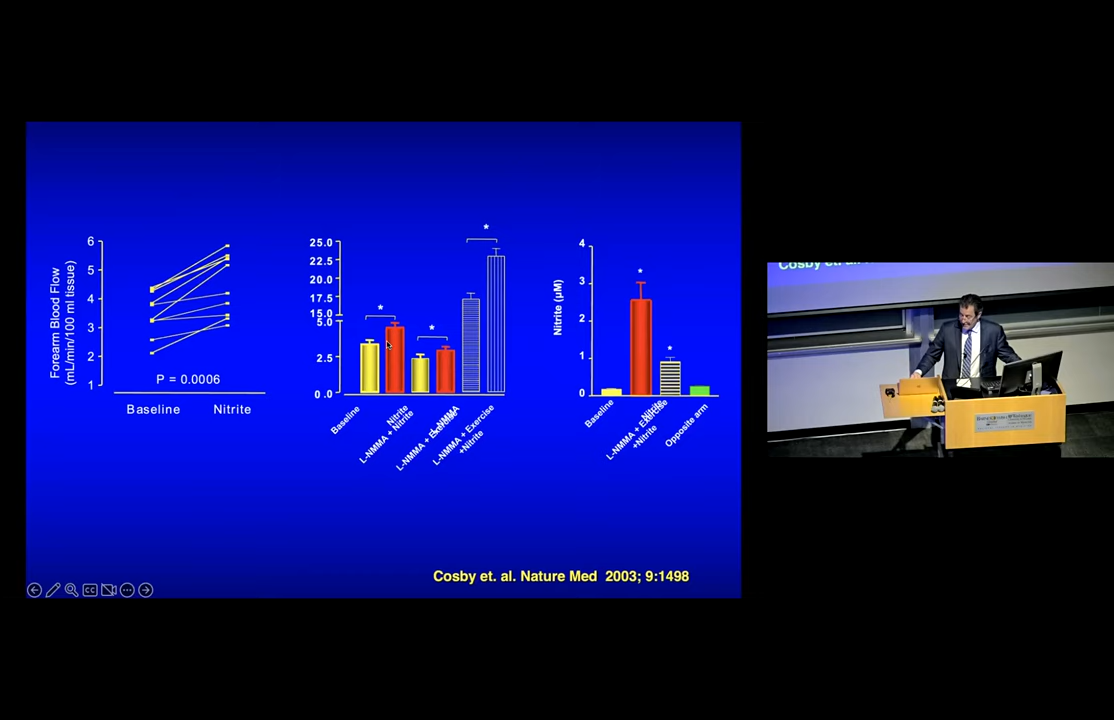 Forearm Blood Flow
(mL/min/100 ml tissue)
6
5
4
3
2
1
P = 0.0006
Baseline
Nitrite
25.0
22.5
20.0
17.5
15.0
5.0
2.5
0.0
*
*
*
Baseline
Nitrite
L-NMMA
L-NMMA + Nitrite
L-NMMA + Exercise
L-NMMA + Exercise
+Nitrite
Nitrite (µM)
4
3
2
1
0
*
*
Baseline
Nitrite
L-NMMA + Exercise
+Nitrite
Opposite arm
Cosby et. al. Nature Med 2003; 9:1498
CC
Cosby et. al.